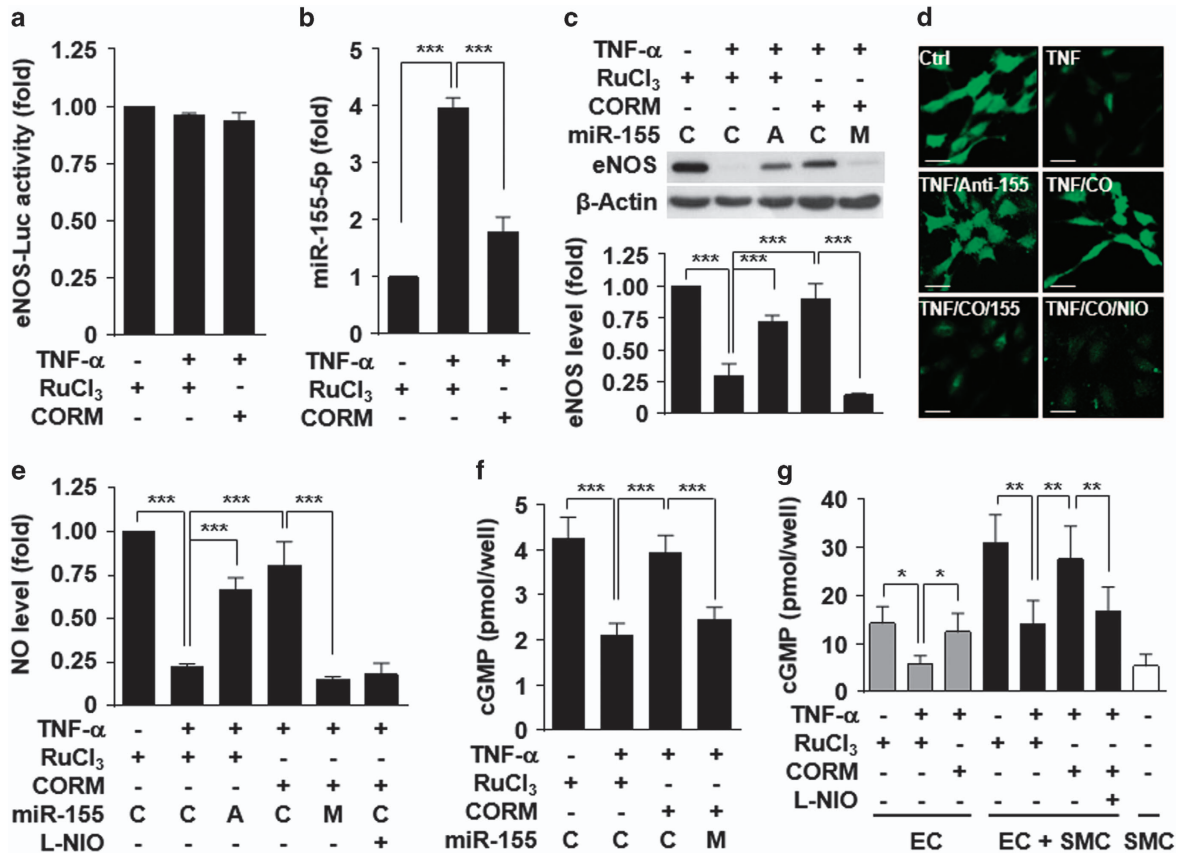 a
1.25
1.00
0.75
0.50
0.25
0
eNOS-Luc activity (fold)
TNF-α - + +
RuCl3 + + -
CORM - - +
b
*** ***
5
4
3
2
1
0
miR-155-5p (fold)
TNF-α - + +
RuCl3 + + -
CORM - - +
c
TNF-α - + + + +
RuCl3 + + + - -
CORM - - - + +
miR-155 C C A C M
eNOS
β-Actin
*** *** *** ***
1.00
0.75
0.50
0.25
0
eNOS level (fold)
d
Ctrl TNF
TNF/Anti-155 TNF/CO
TNF/CO/155 TNF/CO/NIO
e
*** *** *** ***
1.25
1.00
0.75
0.50
0.25
0
NO level (fold)
TNF-α - + + + + +
RuCl3 + + + - - -
CORM - - - + + +
miR-155 C C A C M C
L-NIO - - - - - +
f
*** *** ***
5
4
3
2
1
0
cGMP (pmol/well)
TNF-α - + + +
RuCl3 + + - -
CORM - - + +
miR-155 C C C M
g
* * ** ** **
40
30
20
10
0
cGMP (pmol/well)
TNF-α - + + - + + + -
RuCl3 + + - + + - - -
CORM - - + - - + + -
L-NIO - - - - - - + -
EC EC + SMC SMC